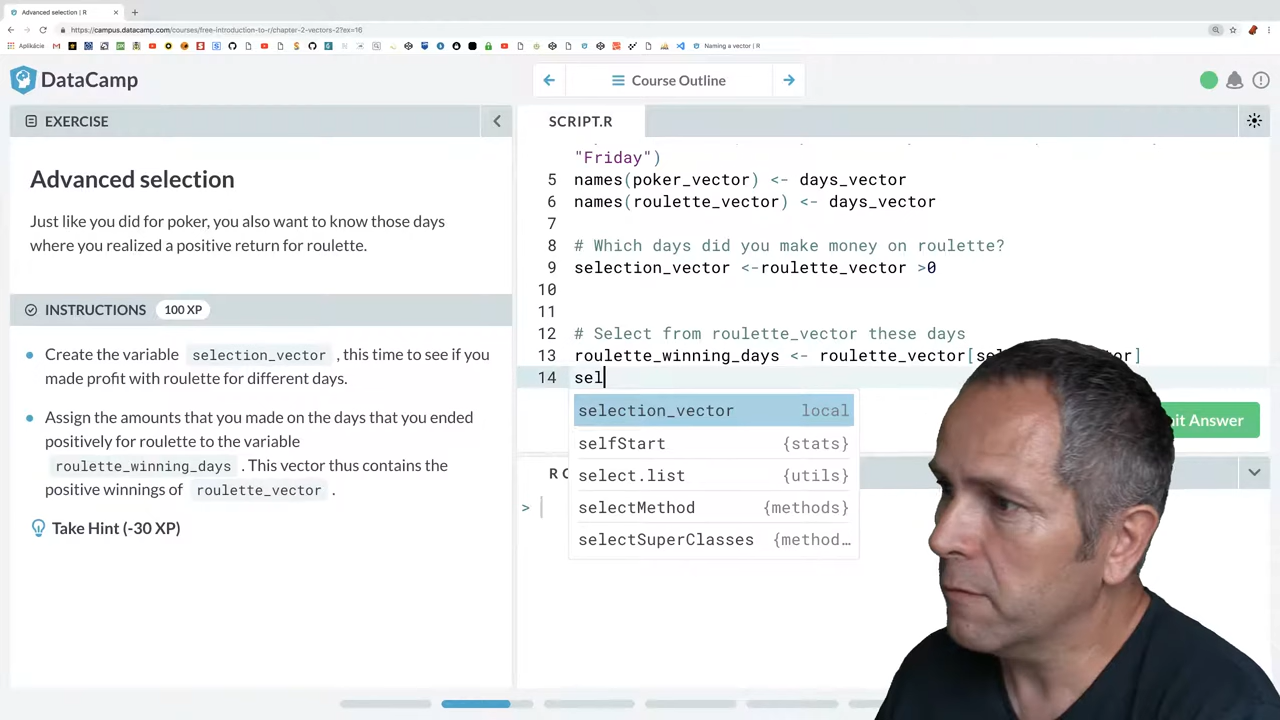 Advanced selection | R
https://campus.datacamp.com/courses/free-introduction-to-r/chapter-2-vectors-2?ex=16
Aplikácie
Naming a vector | R
DataCamp
Course Outline
EXERCISE
Advanced selection
Just like you did for poker, you also want to know those days
where you realized a positive return for roulette.
INSTRUCTIONS 100 XP
Create the variable selection_vector , this time to see if you
made profit with roulette for different days.
Assign the amounts that you made on the days that you ended
positively for roulette to the variable
roulette_winning_days . This vector thus contains the
positive winnings of roulette_vector .
Take Hint (-30 XP)
SCRIPT.R
"Friday")
5 names(poker_vector) <- days_vector
6 names(roulette_vector) <- days_vector
7
8 # Which days did you make money on roulette?
9 selection_vector <-roulette_vector >0
10
11
12 # Select from roulette_vector these days
13 roulette_winning_days <- roulette_vector[se
14 sel
selection_vector local
selfStart {stats}
select.list {utils}
selectMethod {methods}
selectSuperClasses {method…
it Answer
R
>